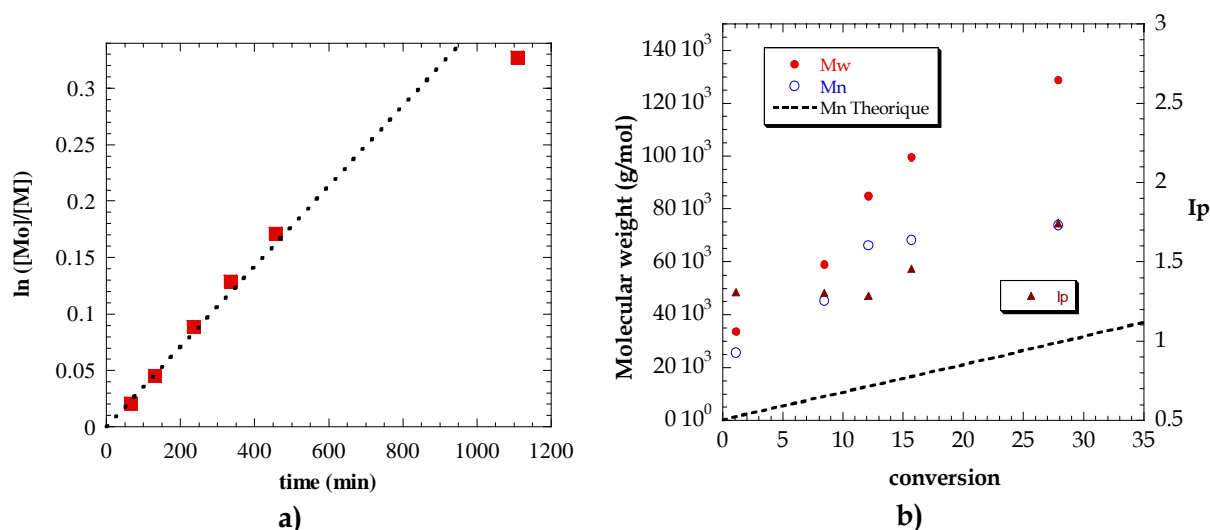 ln ([Mo]/[M])
0.3
0.25
0.2
0.15
0.1
0.05
0
0 200 400 600 800 1000 1200
time (min)
a)
Molecular weight (g/mol)
140 10³
120 10³
100 10³
80 10³
60 10³
40 10³
20 10³
0 10⁰
Mw
Mn
Mn Theorique
Ip
3
2.5
2
1.5
1
0.5
Ip
0 5 10 15 20 25 30 35
conversion
b)